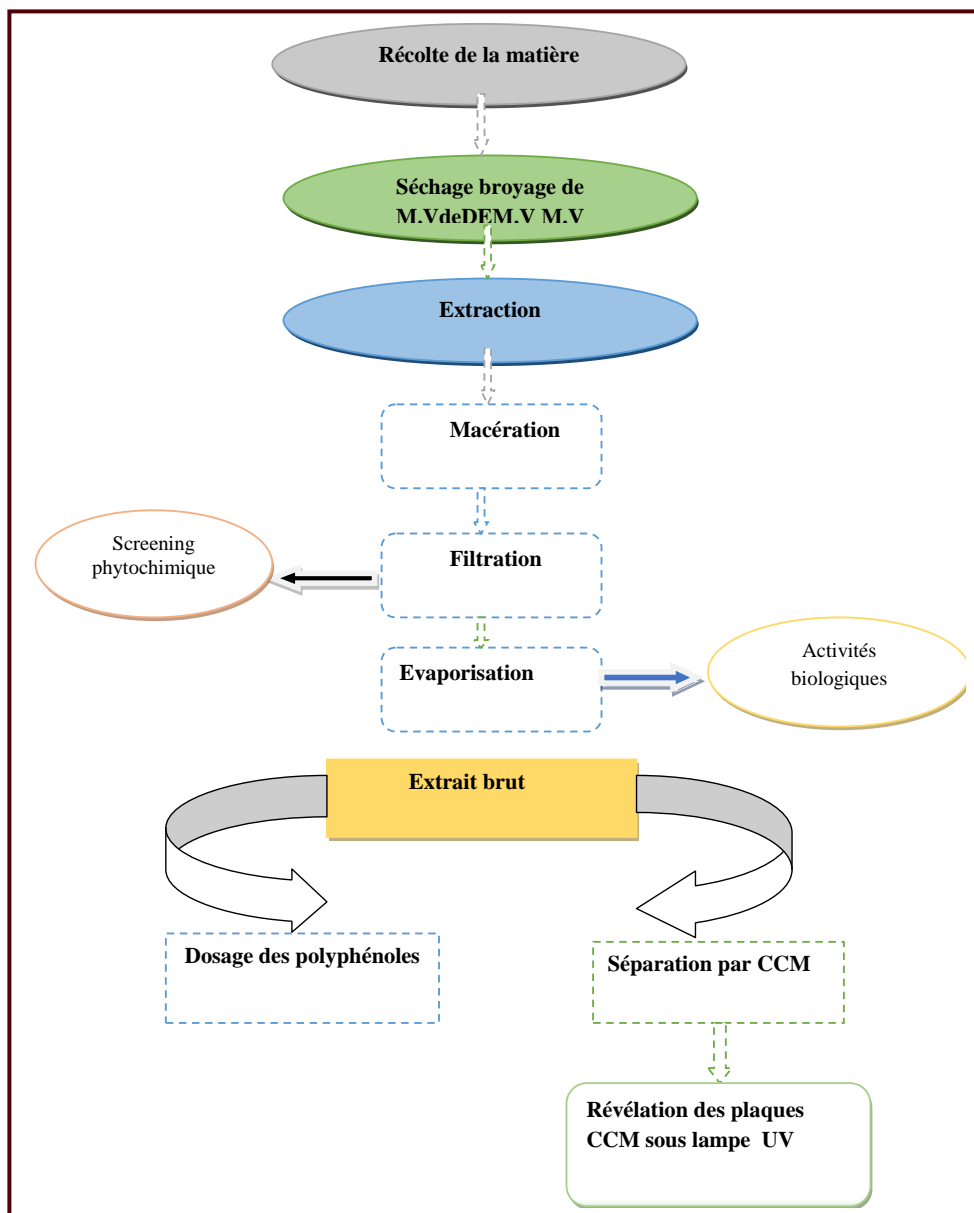 Récolte de la matière
Séchage broyage de
M.VdeDEM.V M.V
Extraction
Macération
Screening
phytochimique
Filtration
Evaporisation
Activités
biologiques
Extrait brut
Dosage des polyphénoles
Séparation par CCM
Révélation des plaques
CCM sous lampe UV